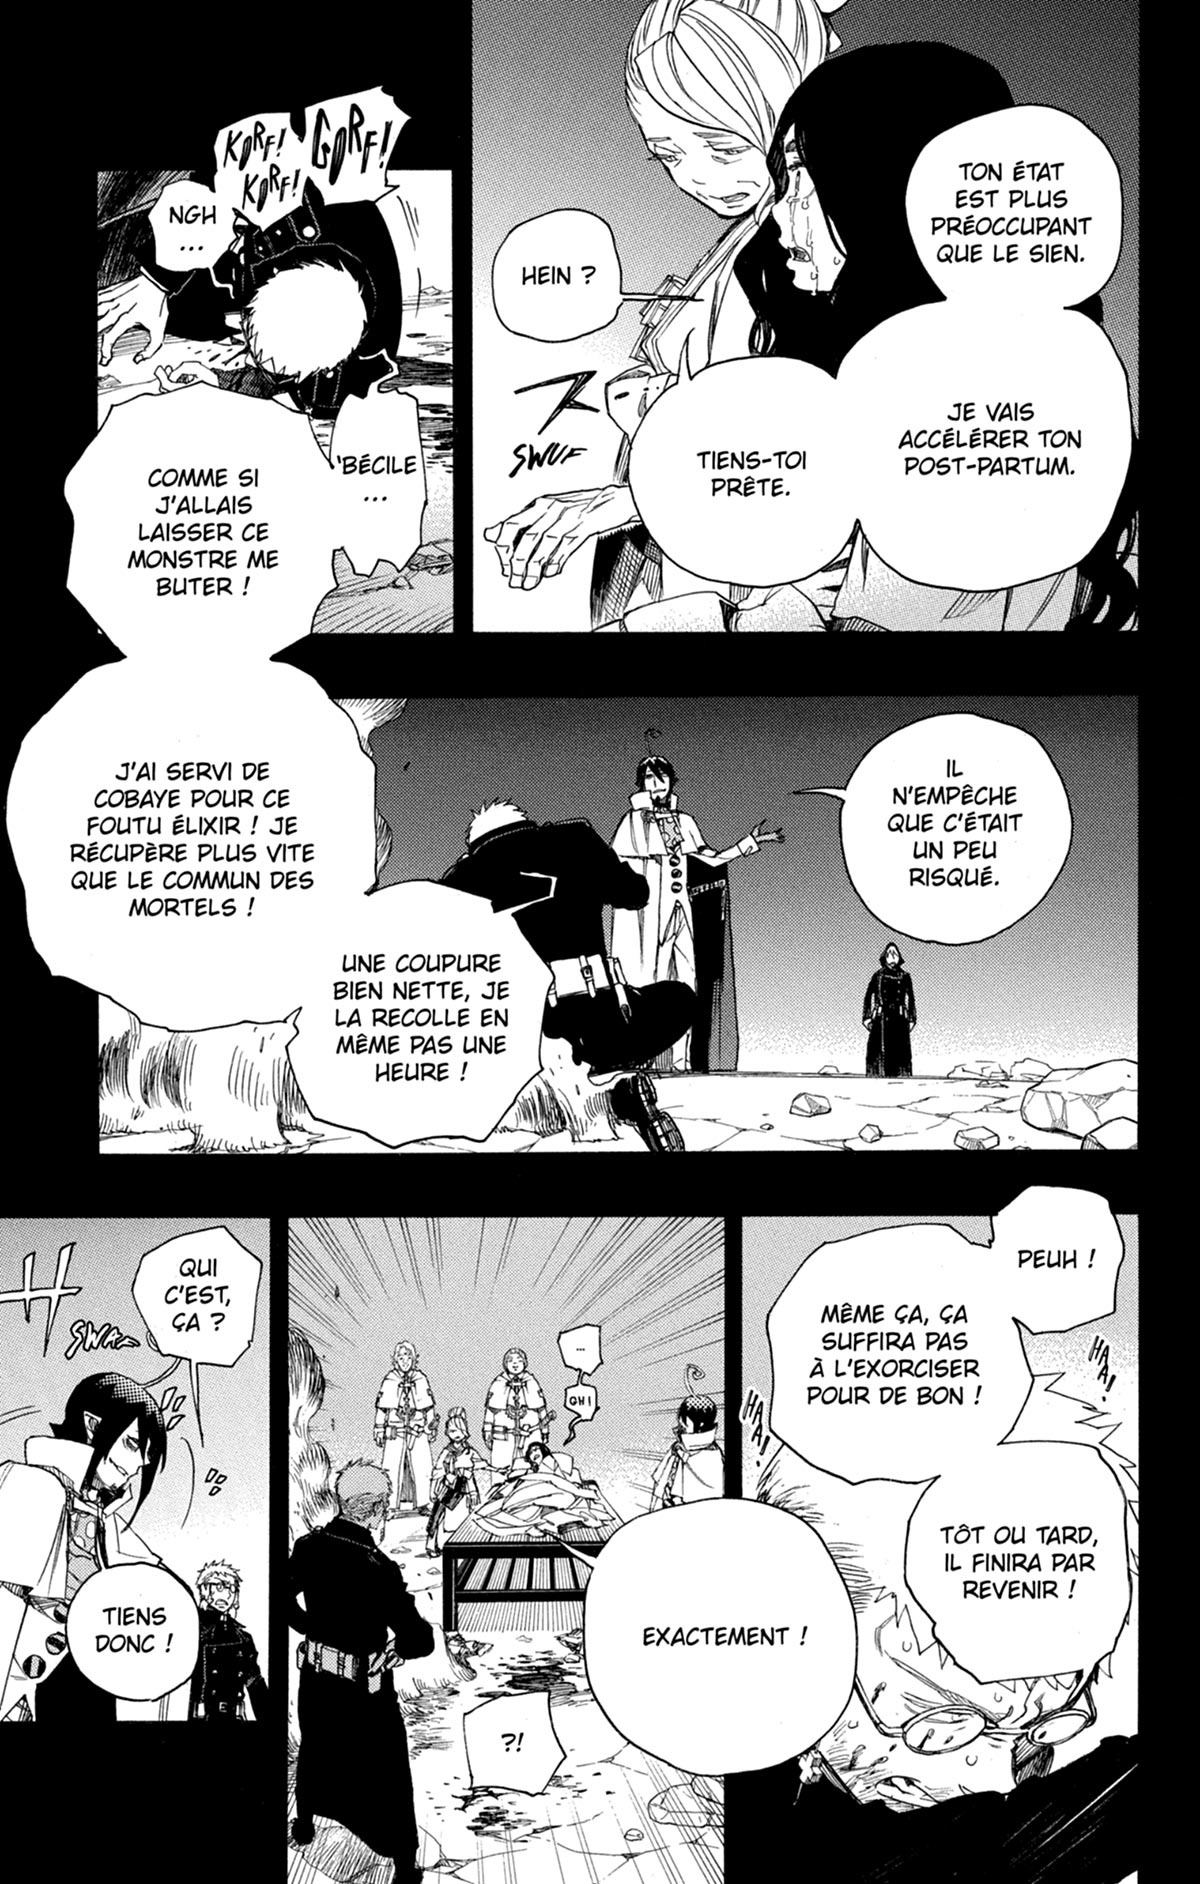 TON ÉTAT
EST PLUS
PRÉOCCUPANT
QUE LE SIEN.
JE VAIS
ACCÉLÉRER TON
POST-PARTUM.
TIENS-TOI
PRÊTE.
HEIN ?
SWUF
KORF!
KORF!
GORF!
NGH
...
'BÉCILE
...
COMME SI
J'ALLAIS
LAISSER CE
MONSTRE ME
BUTER !
IL
N'EMPÊCHE
QUE C'ÉTAIT
UN PEU
RISQUÉ.
J'AI SERVI DE
COBAYE POUR CE
FOUTU ÉLIXIR ! JE
RÉCUPÈRE PLUS VITE
QUE LE COMMUN DES
MORTELS !
UNE COUPURE
BIEN NETTE, JE
LA RECOLLE EN
MÊME PAS UNE
HEURE !
PEUH !
MÊME ÇA, ÇA
SUFFIRA PAS
À L'EXORCISER
POUR DE BON !
HA!
HA!
HA!
HA!
TÔT OU TARD,
IL FINIRA PAR
REVENIR !
...
GH !
EXACTEMENT !
?!
QUI
C'EST,
ÇA ?
TIENS
DONC !